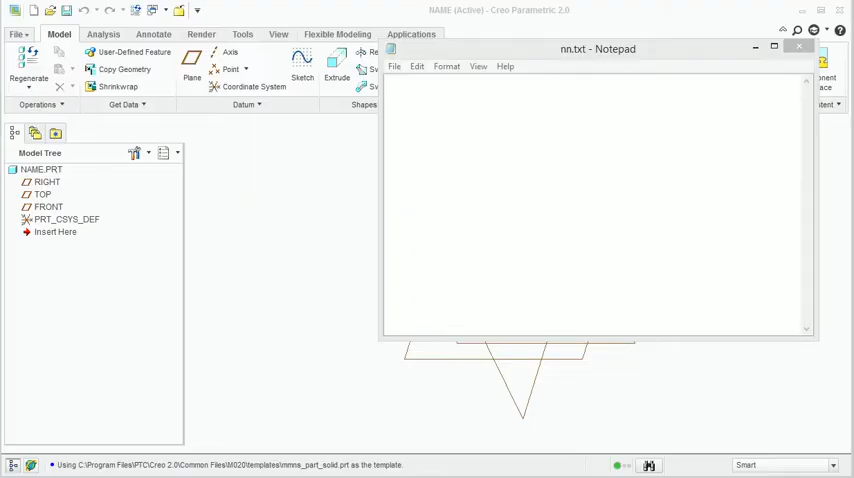 NAME (Active) - Creo Parametric 2.0
File
Model
Analysis
Annotate
Render
Tools
View
Flexible Modeling
Applications
Regenerate
User-Defined Feature
Copy Geometry
Shrinkwrap
Plane
Axis
Point
Coordinate System
Sketch
Extrude
Re
Sv
Sv
Operations
Get Data
Datum
Shapes
nn.txt - Notepad
File Edit Format View Help
Model Tree
NAME.PRT
RIGHT
TOP
FRONT
PRT_CSYS_DEF
Insert Here
Using C:\Program Files\PTC\Creo 2.0\Common Files\M020\templates\mmns_part_solid.prt as the template.
Smart